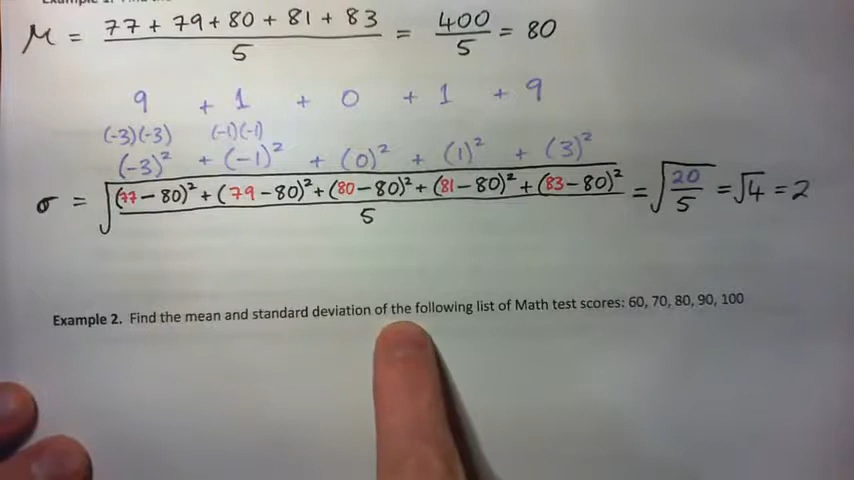 μ = 77 + 79 + 80 + 81 + 83 / 5 = 400 / 5 = 80
9 + 1 + 0 + 1 + 9
(-3)(-3) (-1)(-1)
(-3)² + (-1)² + (0)² + (1)² + (3)²
σ = √((77 - 80)² + (79 - 80)² + (80 - 80)² + (81 - 80)² + (83 - 80)² / 5) = √(20 / 5) = √4 = 2
Example 2. Find the mean and standard deviation of the following list of Math test scores: 60, 70, 80, 90, 100